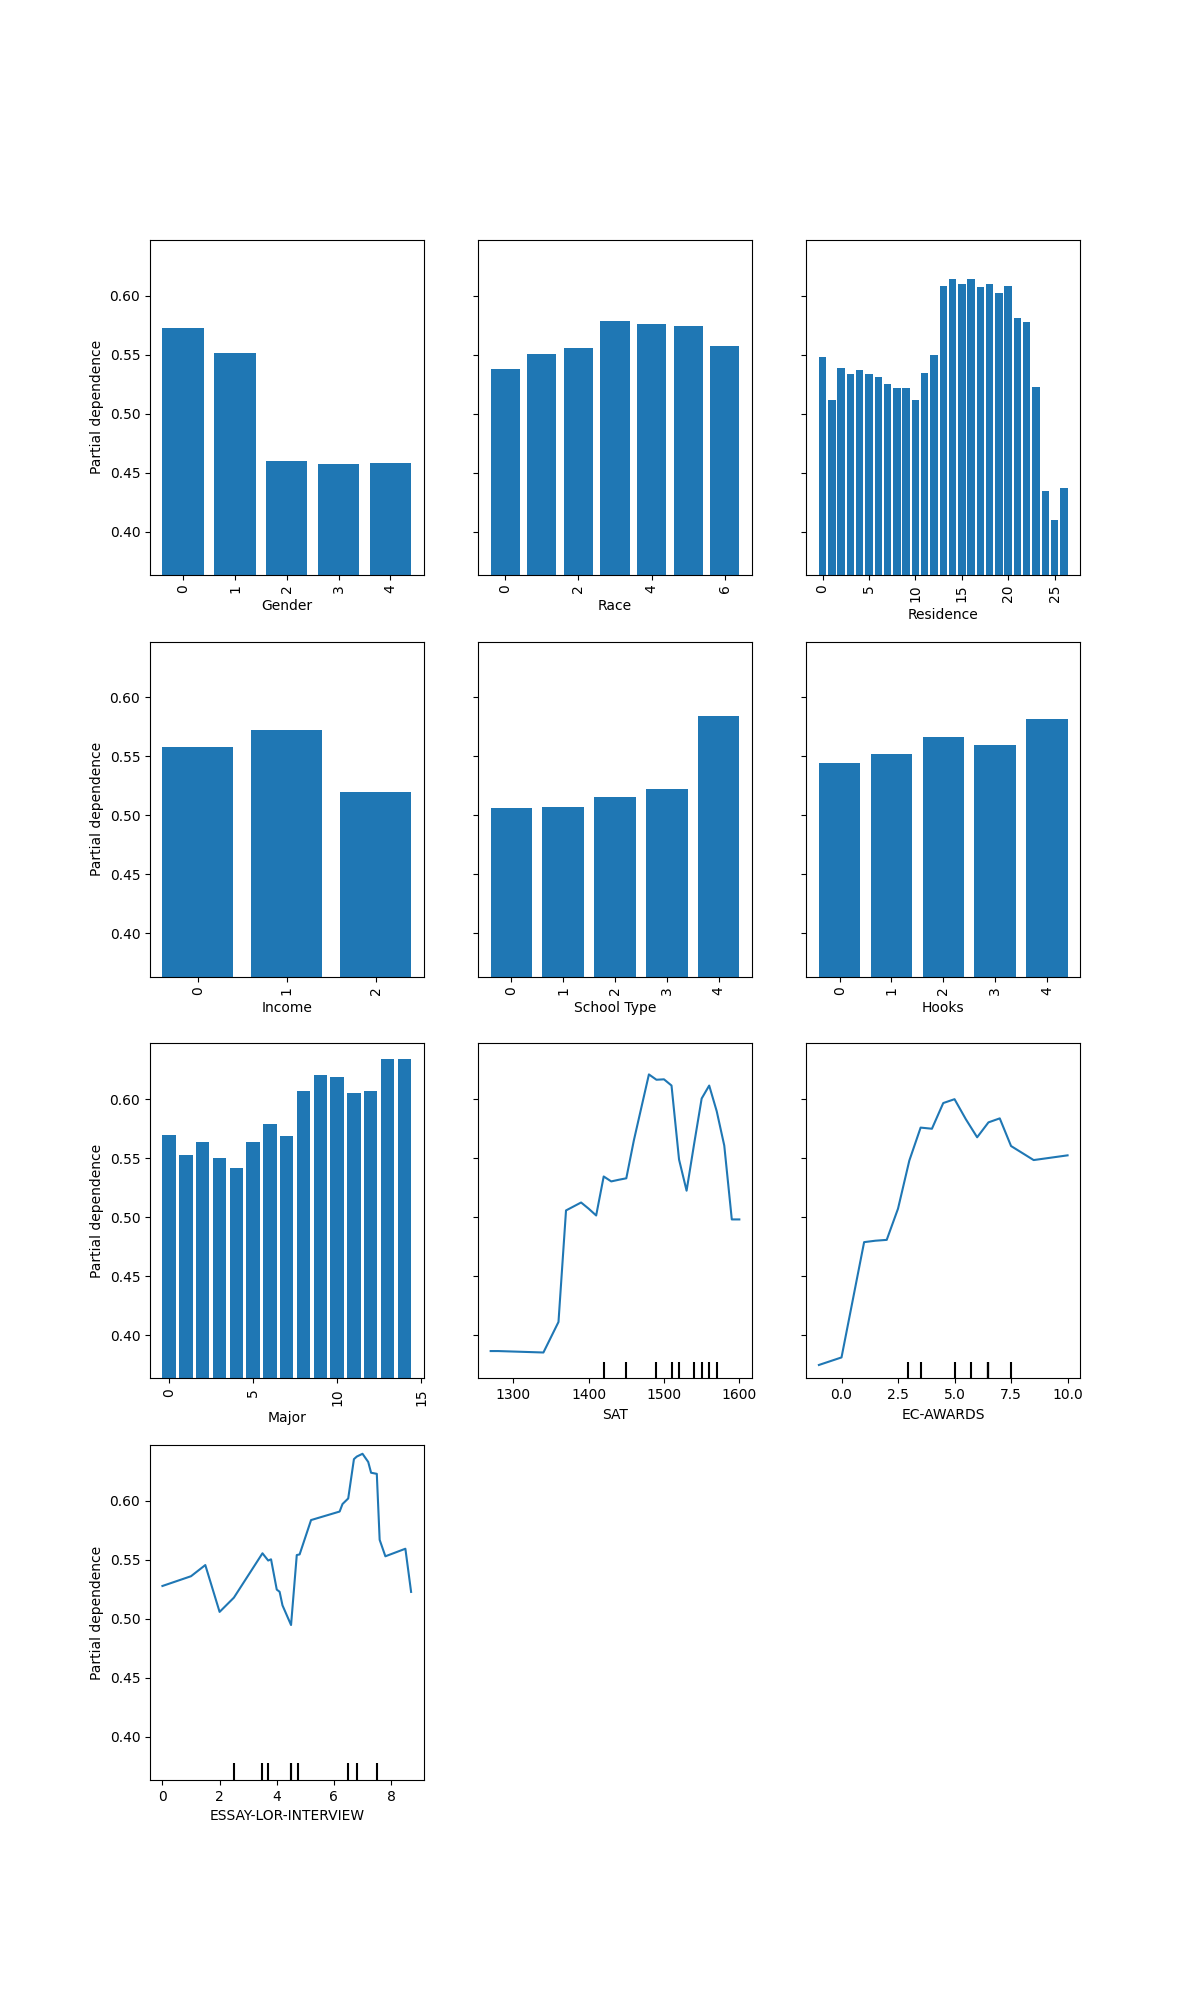 Partial dependence
0.60
0.55
0.50
0.45
0.40
0 1 2 3 4
Gender
0 2 4 6
Race
0 5 10 15 20 25
Residence
Partial dependence
0.60
0.55
0.50
0.45
0.40
0 1 2
Income
0 1 2 3 4
School Type
0 1 2 3 4
Hooks
Partial dependence
0.60
0.55
0.50
0.45
0.40
0 5 10 15
Major
1300 1400 1500 1600
SAT
0.0 2.5 5.0 7.5 10.0
EC-AWARDS
Partial dependence
0.60
0.55
0.50
0.45
0.40
0 2 4 6 8
ESSAY-LOR-INTERVIEW